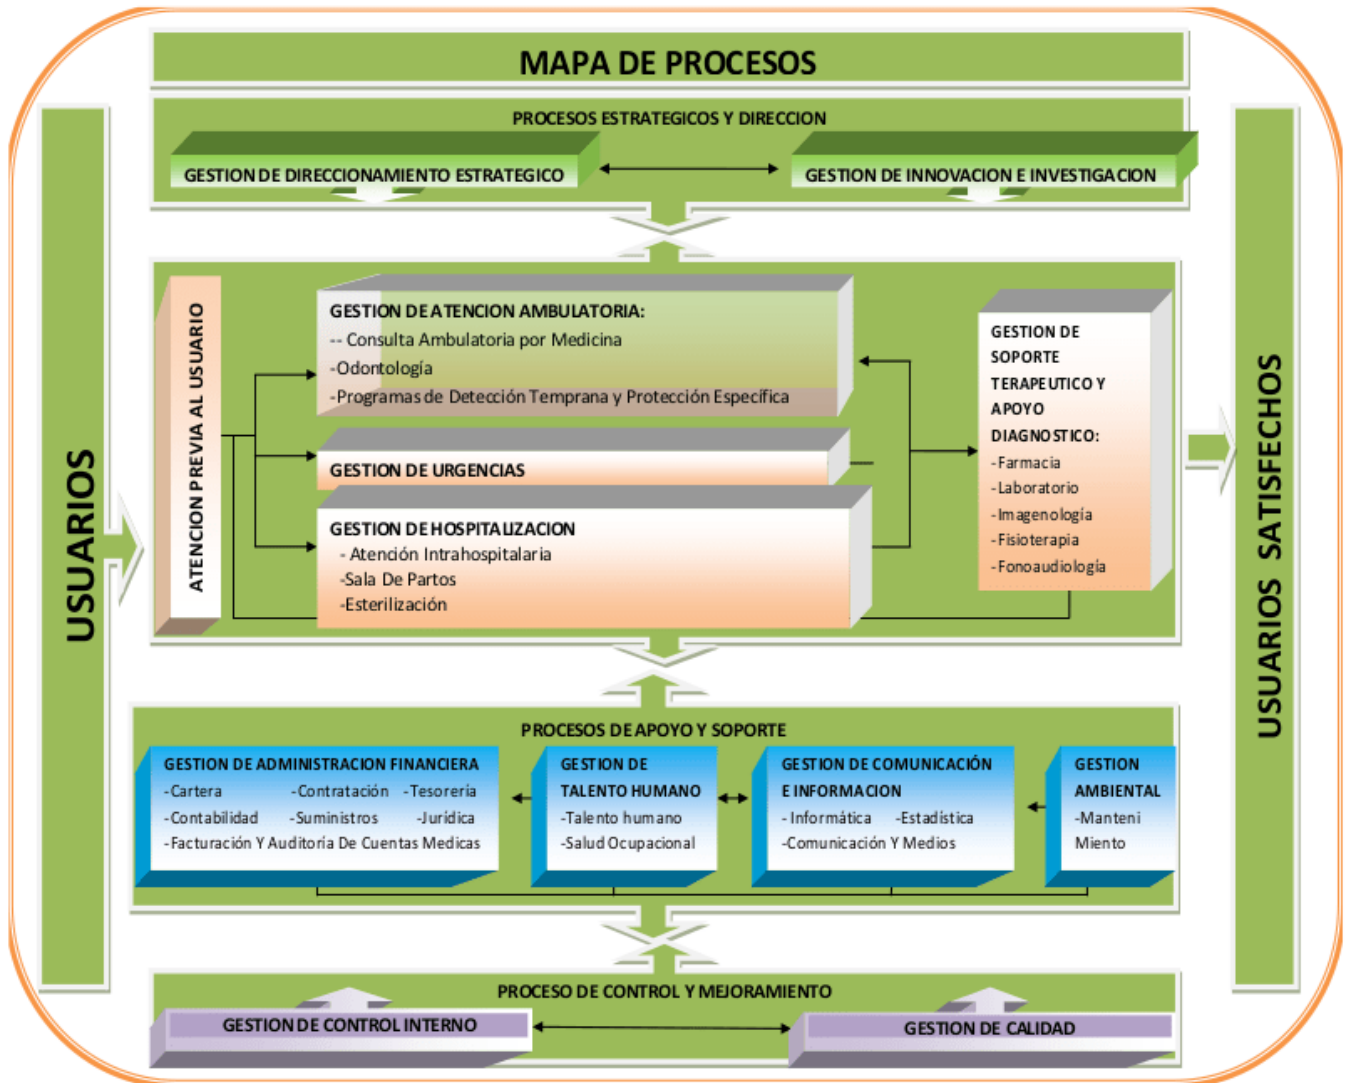 MAPA DE PROCESOS
PROCESOS ESTRATEGICOS Y DIRECCION
GESTION DE DIRECCIONAMIENTO ESTRATEGICO
GESTION DE INNOVACION E INVESTIGACION
USUARIOS
ATENCION PREVIA AL USUARIO
GESTION DE ATENCION AMBULATORIA:
-- Consulta Ambulatoria por Medicina
-Odontología
-Programas de Detección Temprana y Protección Específica
GESTION DE URGENCIAS
GESTION DE HOSPITALIZACION
- Atención Intrahospitalaria
-Sala De Partos
-Esterilización
GESTION DE
SOPORTE
TERAPEUTICO Y
APOYO
DIAGNOSTICO:
-Farmacia
-Laboratorio
-Imagenología
-Fisioterapia
-Fonoaudiología
USUARIOS SATISFECHOS
PROCESOS DE APOYO Y SOPORTE
GESTION DE ADMINISTRACION FINANCIERA
-Cartera -Contratación -Tesorería
-Contabilidad -Suministros -Jurídica
-Facturación Y Auditoría De Cuentas Medicas
GESTION DE
TALENTO HUMANO
-Talento humano
-Salud Ocupacional
GESTION DE COMUNICACIÓN
E INFORMACION
- Informática -Estadística
-Comunicación Y Medios
GESTION
AMBIENTAL
-Manteni
Miento
PROCESO DE CONTROL Y MEJORAMIENTO
GESTION DE CONTROL INTERNO
GESTION DE CALIDAD